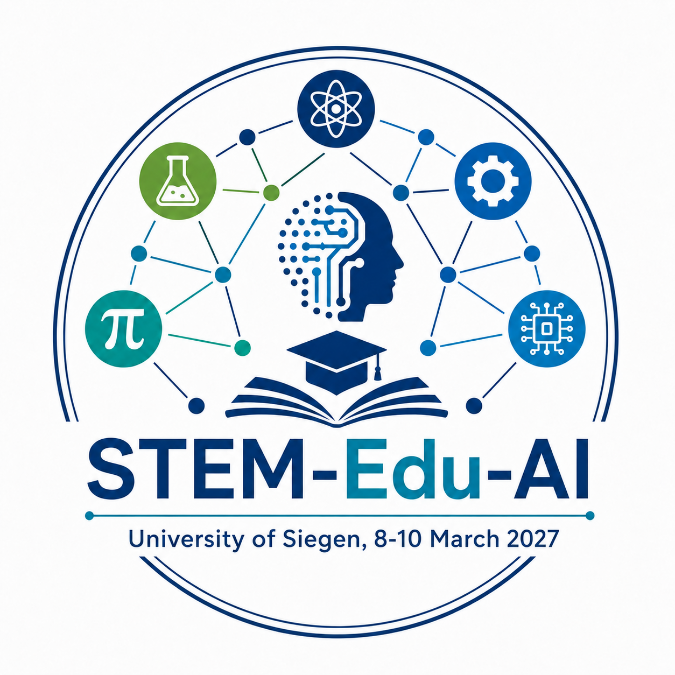 π
STEM-Edu-AI
University of Siegen, 8-10 March 2027